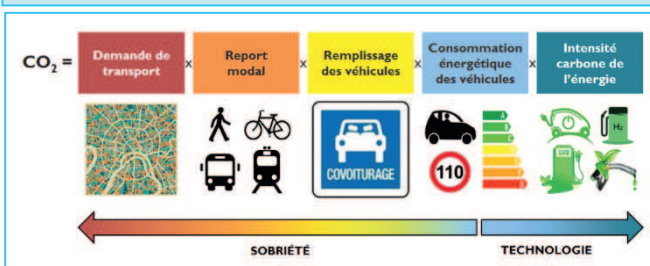 CO2 = Demande de transport x Report modal x Remplissage des véhicules x Consommation énergétique des véhicules x Intensité carbone de l'énergie
COVOITURAGE
110
A
H2
SOBRIÉTÉ
TECHNOLOGIE